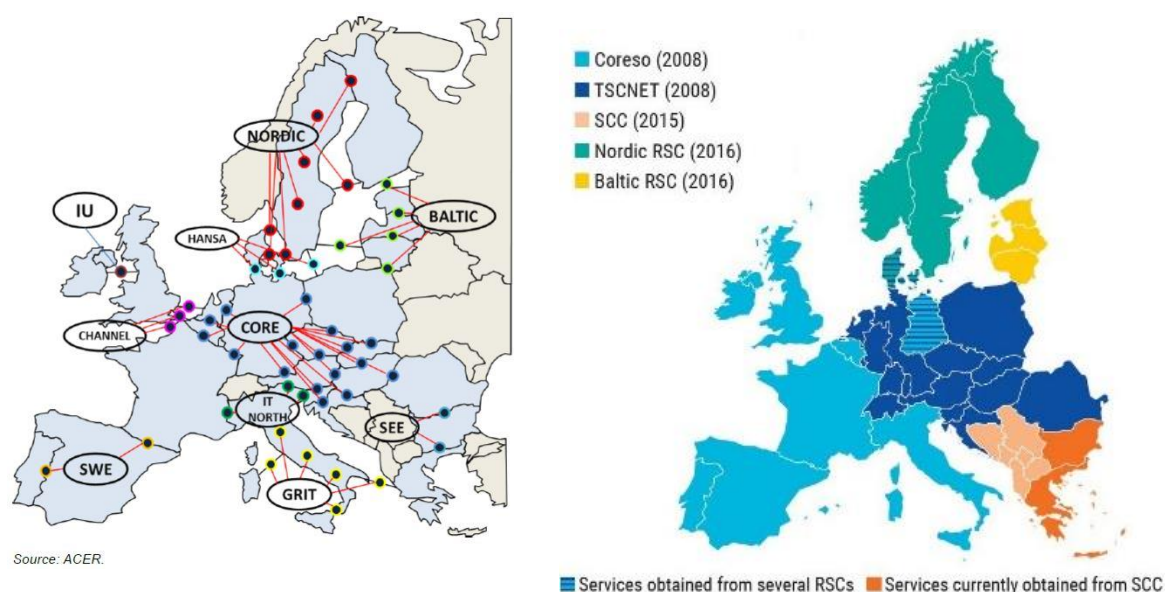 NORDIC
IU
HANSA
BALTIC
CHANNEL
CORE
IT
NORTH
SEE
SWE
GRIT
Source: ACER.
Coreso (2008)
TSCNET (2008)
SCC (2015)
Nordic RSC (2016)
Baltic RSC (2016)
Services obtained from several RSCs
Services currently obtained from SCC